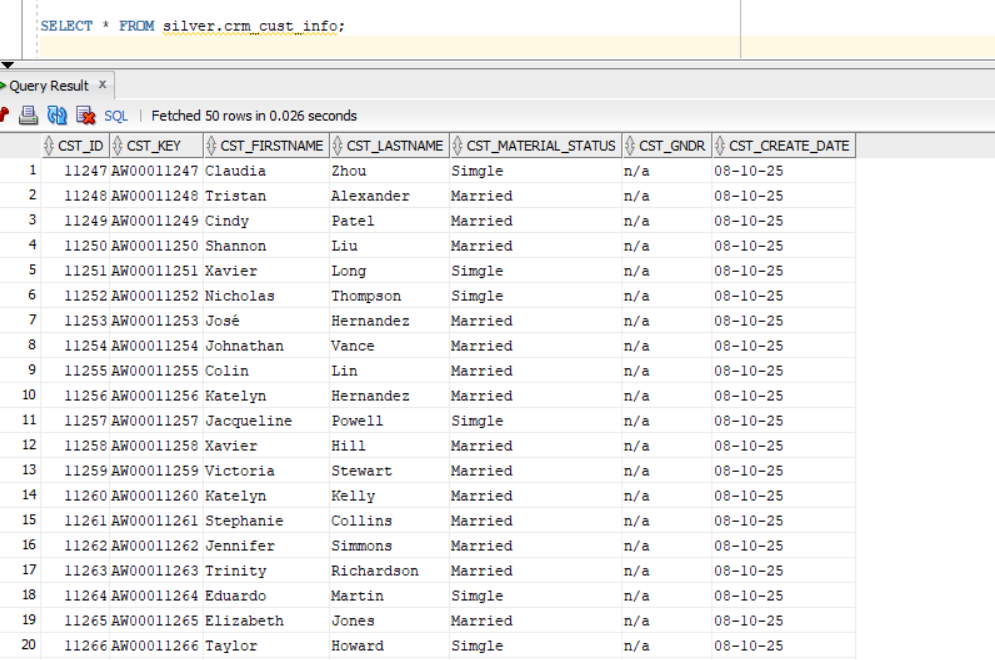 SELECT * FROM silver.crm_cust_info;
Query Result x
SQL | Fetched 50 rows in 0.026 seconds
CST_ID CST_KEY CST_FIRSTNAME CST_LASTNAME CST_MATERIAL_STATUS CST_GNDR CST_CREATE_DATE
1 11247 AW00011247 Claudia Zhou Simgle n/a 08-10-25
2 11248 AW00011248 Tristan Alexander Married n/a 08-10-25
3 11249 AW00011249 Cindy Patel Married n/a 08-10-25
4 11250 AW00011250 Shannon Liu Married n/a 08-10-25
5 11251 AW00011251 Xavier Long Simgle n/a 08-10-25
6 11252 AW00011252 Nicholas Thompson Simgle n/a 08-10-25
7 11253 AW00011253 José Hernandez Married n/a 08-10-25
8 11254 AW00011254 Johnathan Vance Married n/a 08-10-25
9 11255 AW00011255 Colin Lin Married n/a 08-10-25
10 11256 AW00011256 Katelyn Hernandez Married n/a 08-10-25
11 11257 AW00011257 Jacqueline Powell Simgle n/a 08-10-25
12 11258 AW00011258 Xavier Hill Married n/a 08-10-25
13 11259 AW00011259 Victoria Stewart Married n/a 08-10-25
14 11260 AW00011260 Katelyn Kelly Married n/a 08-10-25
15 11261 AW00011261 Stephanie Collins Married n/a 08-10-25
16 11262 AW00011262 Jennifer Simmons Married n/a 08-10-25
17 11263 AW00011263 Trinity Richardson Married n/a 08-10-25
18 11264 AW00011264 Eduardo Martin Simgle n/a 08-10-25
19 11265 AW00011265 Elizabeth Jones Married n/a 08-10-25
20 11266 AW00011266 Taylor Howard Simgle n/a 08-10-25